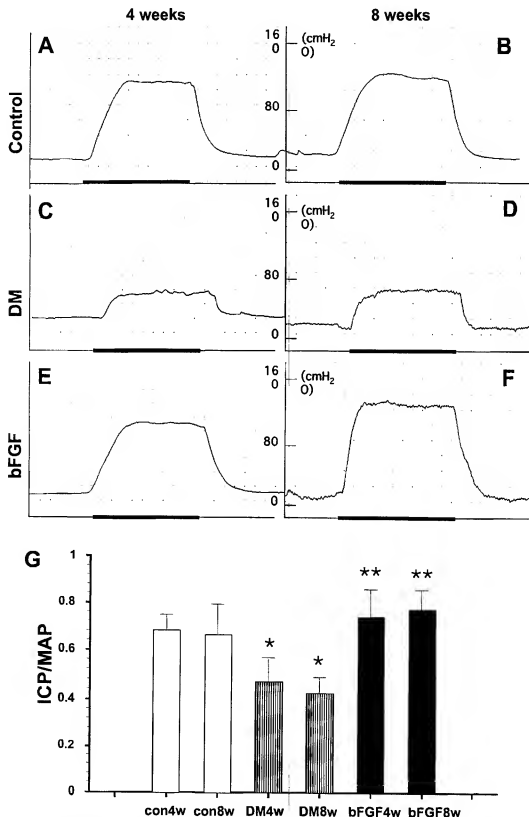 4 weeks 8 weeks
A
16
0
(cmH2
O)
B
Control
80
0
C
16
0
(cmH2
O)
D
DM
80
0
E
16
0
(cmH2
O)
F
bFGF
80
0
G
1
0.8
0.6
0.4
0.2
0
ICP/MAP
* * ** **
con4w con8w DM4w DM8w bFGF4w bFGF8w